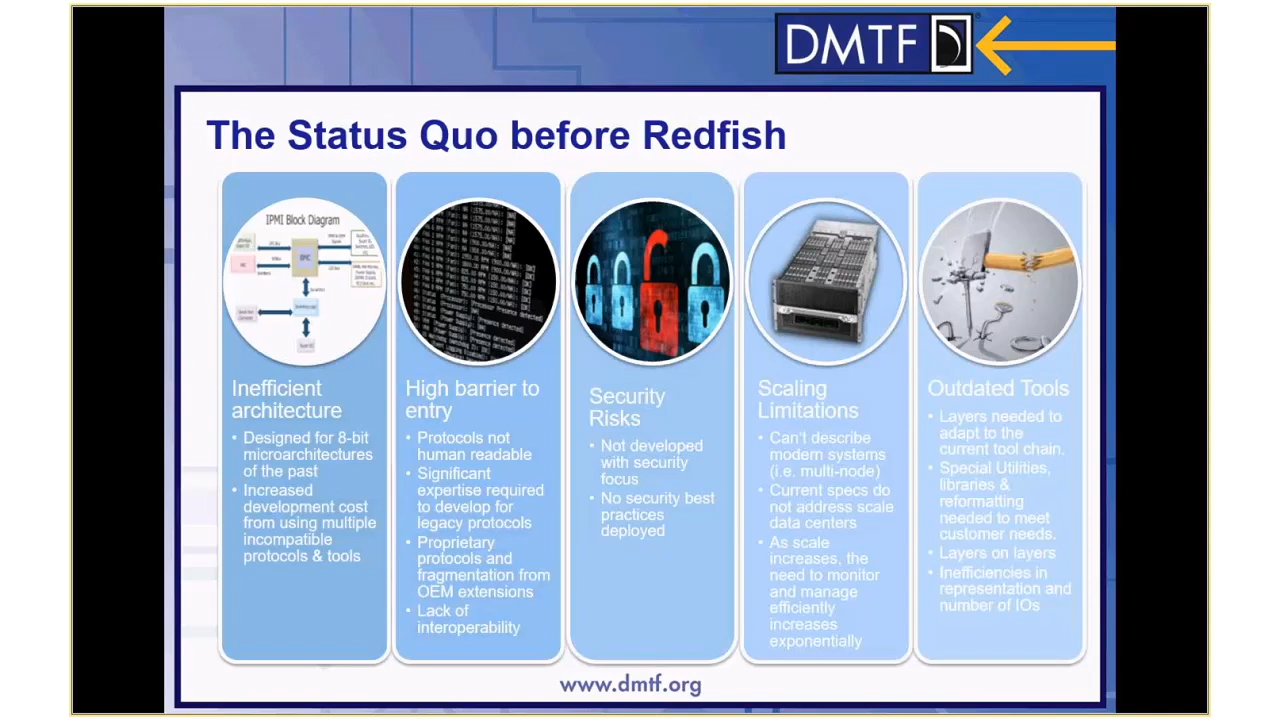 DMTF
The Status Quo before Redfish
IPMI Block Diagram
BMC
Inefficient
architecture
• Designed for 8-bit
microarchitectures
of the past
• Increased
development cost
from using multiple
incompatible
protocols & tools
High barrier to
entry
• Protocols not
human readable
• Significant
expertise required
to develop for
legacy protocols
• Proprietary
protocols and
fragmentation from
OEM extensions
• Lack of
interoperability
Security
Risks
• Not developed
with security
focus
• No security best
practices
deployed
Scaling
Limitations
• Can't describe
modern systems
(i.e. multi-node)
• Current specs do
not address scale
data centers
• As scale
increases, the
need to monitor
and manage
efficiently
increases
exponentially
Outdated Tools
• Layers needed to
adapt to the
current tool chain.
• Special Utilities,
libraries &
reformatting
needed to meet
customer needs.
• Layers on layers
• Inefficiencies in
representation and
number of IOs
www.dmtf.org